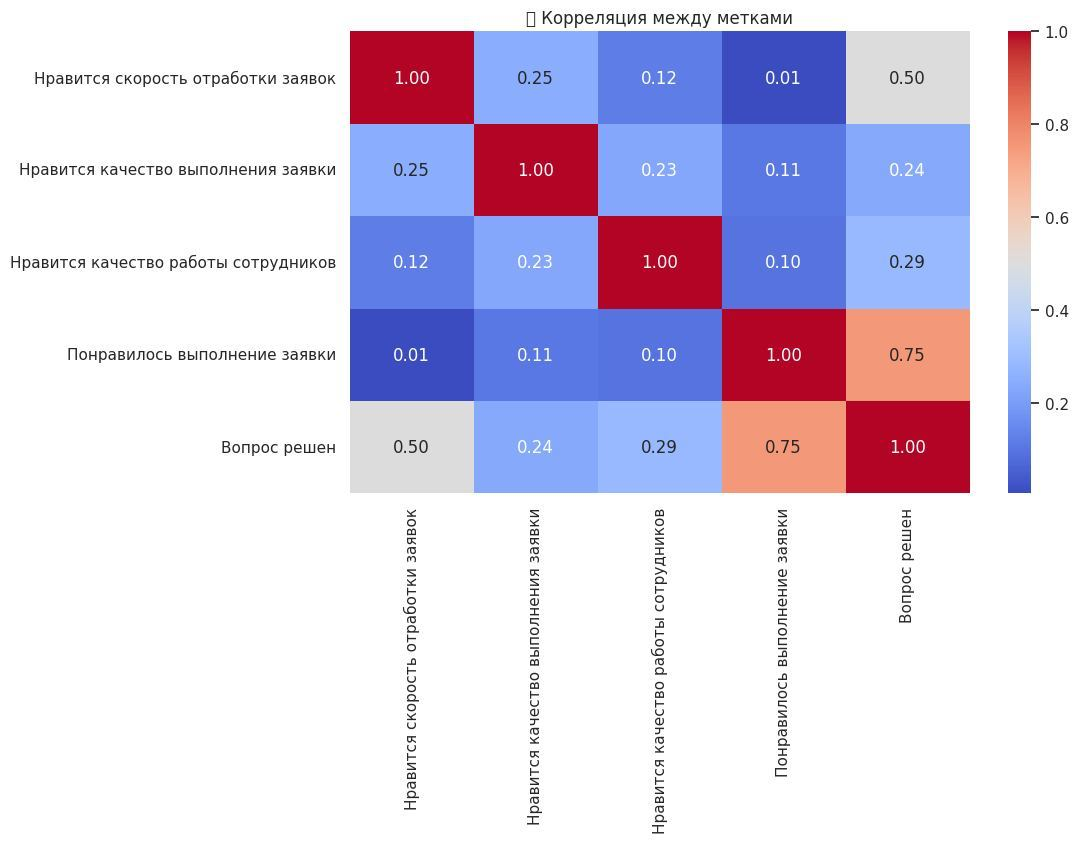 Корреляция между метками
Нравится скорость отработки заявок 1.00 0.25 0.12 0.01 0.50
Нравится качество выполнения заявки 0.25 1.00 0.23 0.11 0.24
Нравится качество работы сотрудников 0.12 0.23 1.00 0.10 0.29
Понравилось выполнение заявки 0.01 0.11 0.10 1.00 0.75
Вопрос решен 0.50 0.24 0.29 0.75 1.00
Нравится скорость отработки заявок
Нравится качество выполнения заявки
Нравится качество работы сотрудников
Понравилось выполнение заявки
Вопрос решен
1.0
0.8
0.6
0.4
0.2